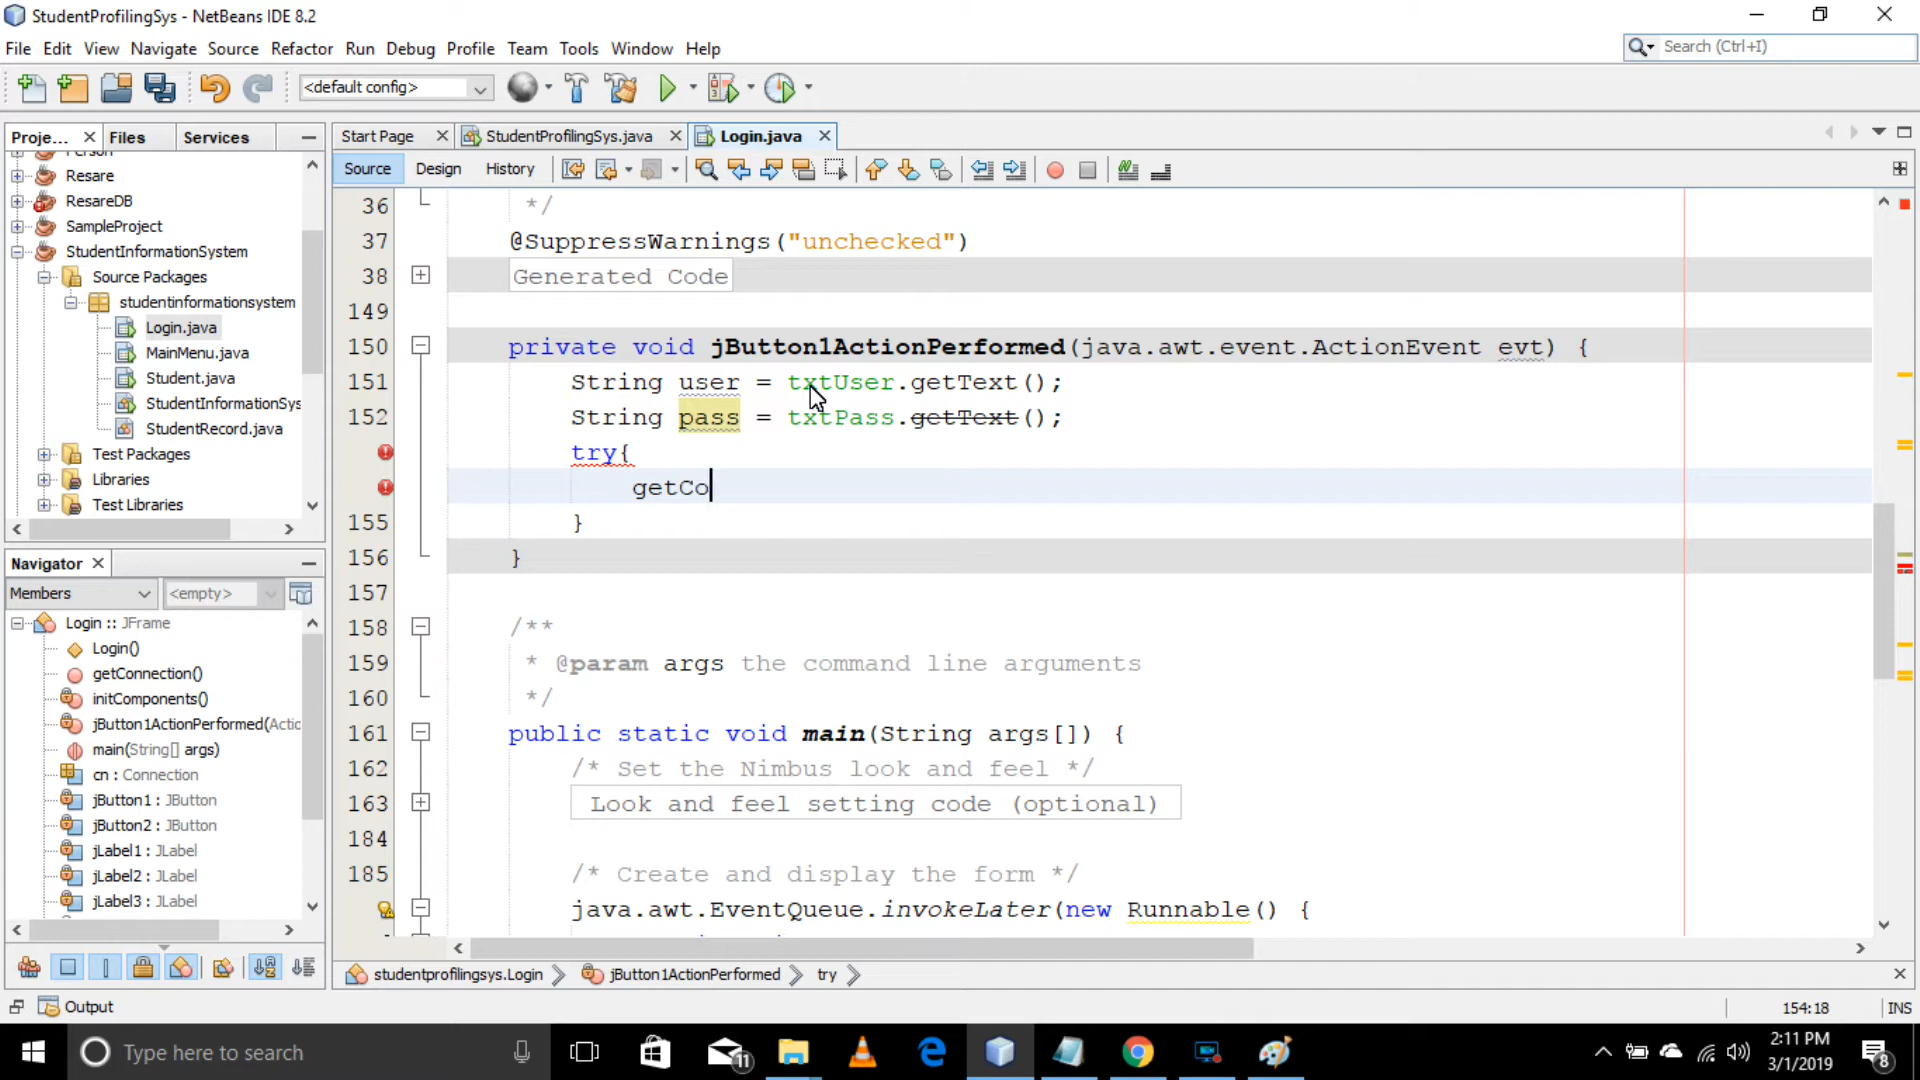 StudentProfilingSys - NetBeans IDE 8.2
File Edit View Navigate Source Refactor Run Debug Profile Team Tools Window Help
Search (Ctrl+I)
<default config>
Proje... Files Services
Person
Resare
ResareDB
SampleProject
StudentInformationSystem
Source Packages
studentinformationsystem
Login.java
MainMenu.java
Student.java
StudentInformationSys
StudentRecord.java
Test Packages
Libraries
Test Libraries
Navigator
Members <empty>
Login :: JFrame
Login()
getConnection()
initComponents()
jButton1ActionPerformed(Actio
main(String[] args)
cn : Connection
jButton1 : JButton
jButton2 : JButton
jLabel1 : JLabel
jLabel2 : JLabel
jLabel3 : JLabel
Start Page StudentProfilingSys.java Login.java
Source Design History
36 */
37 @SuppressWarnings("unchecked")
38 Generated Code
149
150 private void jButton1ActionPerformed(java.awt.event.ActionEvent evt) {
151 String user = txtUser.getText();
152 String pass = txtPass.getText();
try{
getCo
155 }
156 }
157
158 /**
159 * @param args the command line arguments
160 */
161 public static void main(String args[]) {
162 /* Set the Nimbus look and feel */
163 Look and feel setting code (optional)
184
185 /* Create and display the form */
java.awt.EventQueue.invokeLater(new Runnable() {
studentprofilingsys.Login jButton1ActionPerformed try
Output
154:18 INS
Type here to search
11
2:11 PM
3/1/2019
8